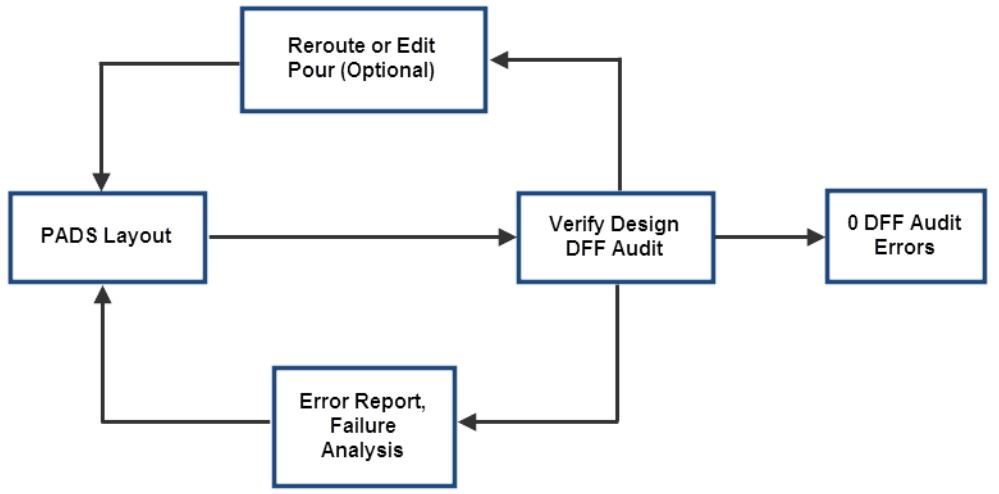 Reroute or Edit
Pour (Optional)
PADS Layout
Verify Design
DFF Audit
0 DFF Audit
Errors
Error Report,
Failure
Analysis